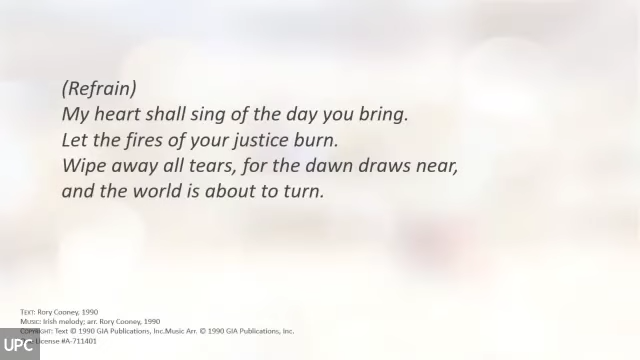 (Refrain)
My heart shall sing of the day you bring.
Let the fires of your justice burn.
Wipe away all tears, for the dawn draws near,
and the world is about to turn.
TEXT: Rory Cooney, 1990
MUSIC: Irish melody; arr. Rory Cooney, 1990
COPYRIGHT: Text © 1990 GIA Publications, Inc.Music Arr. © 1990 GIA Publications, Inc.
License #A-711401
UPC